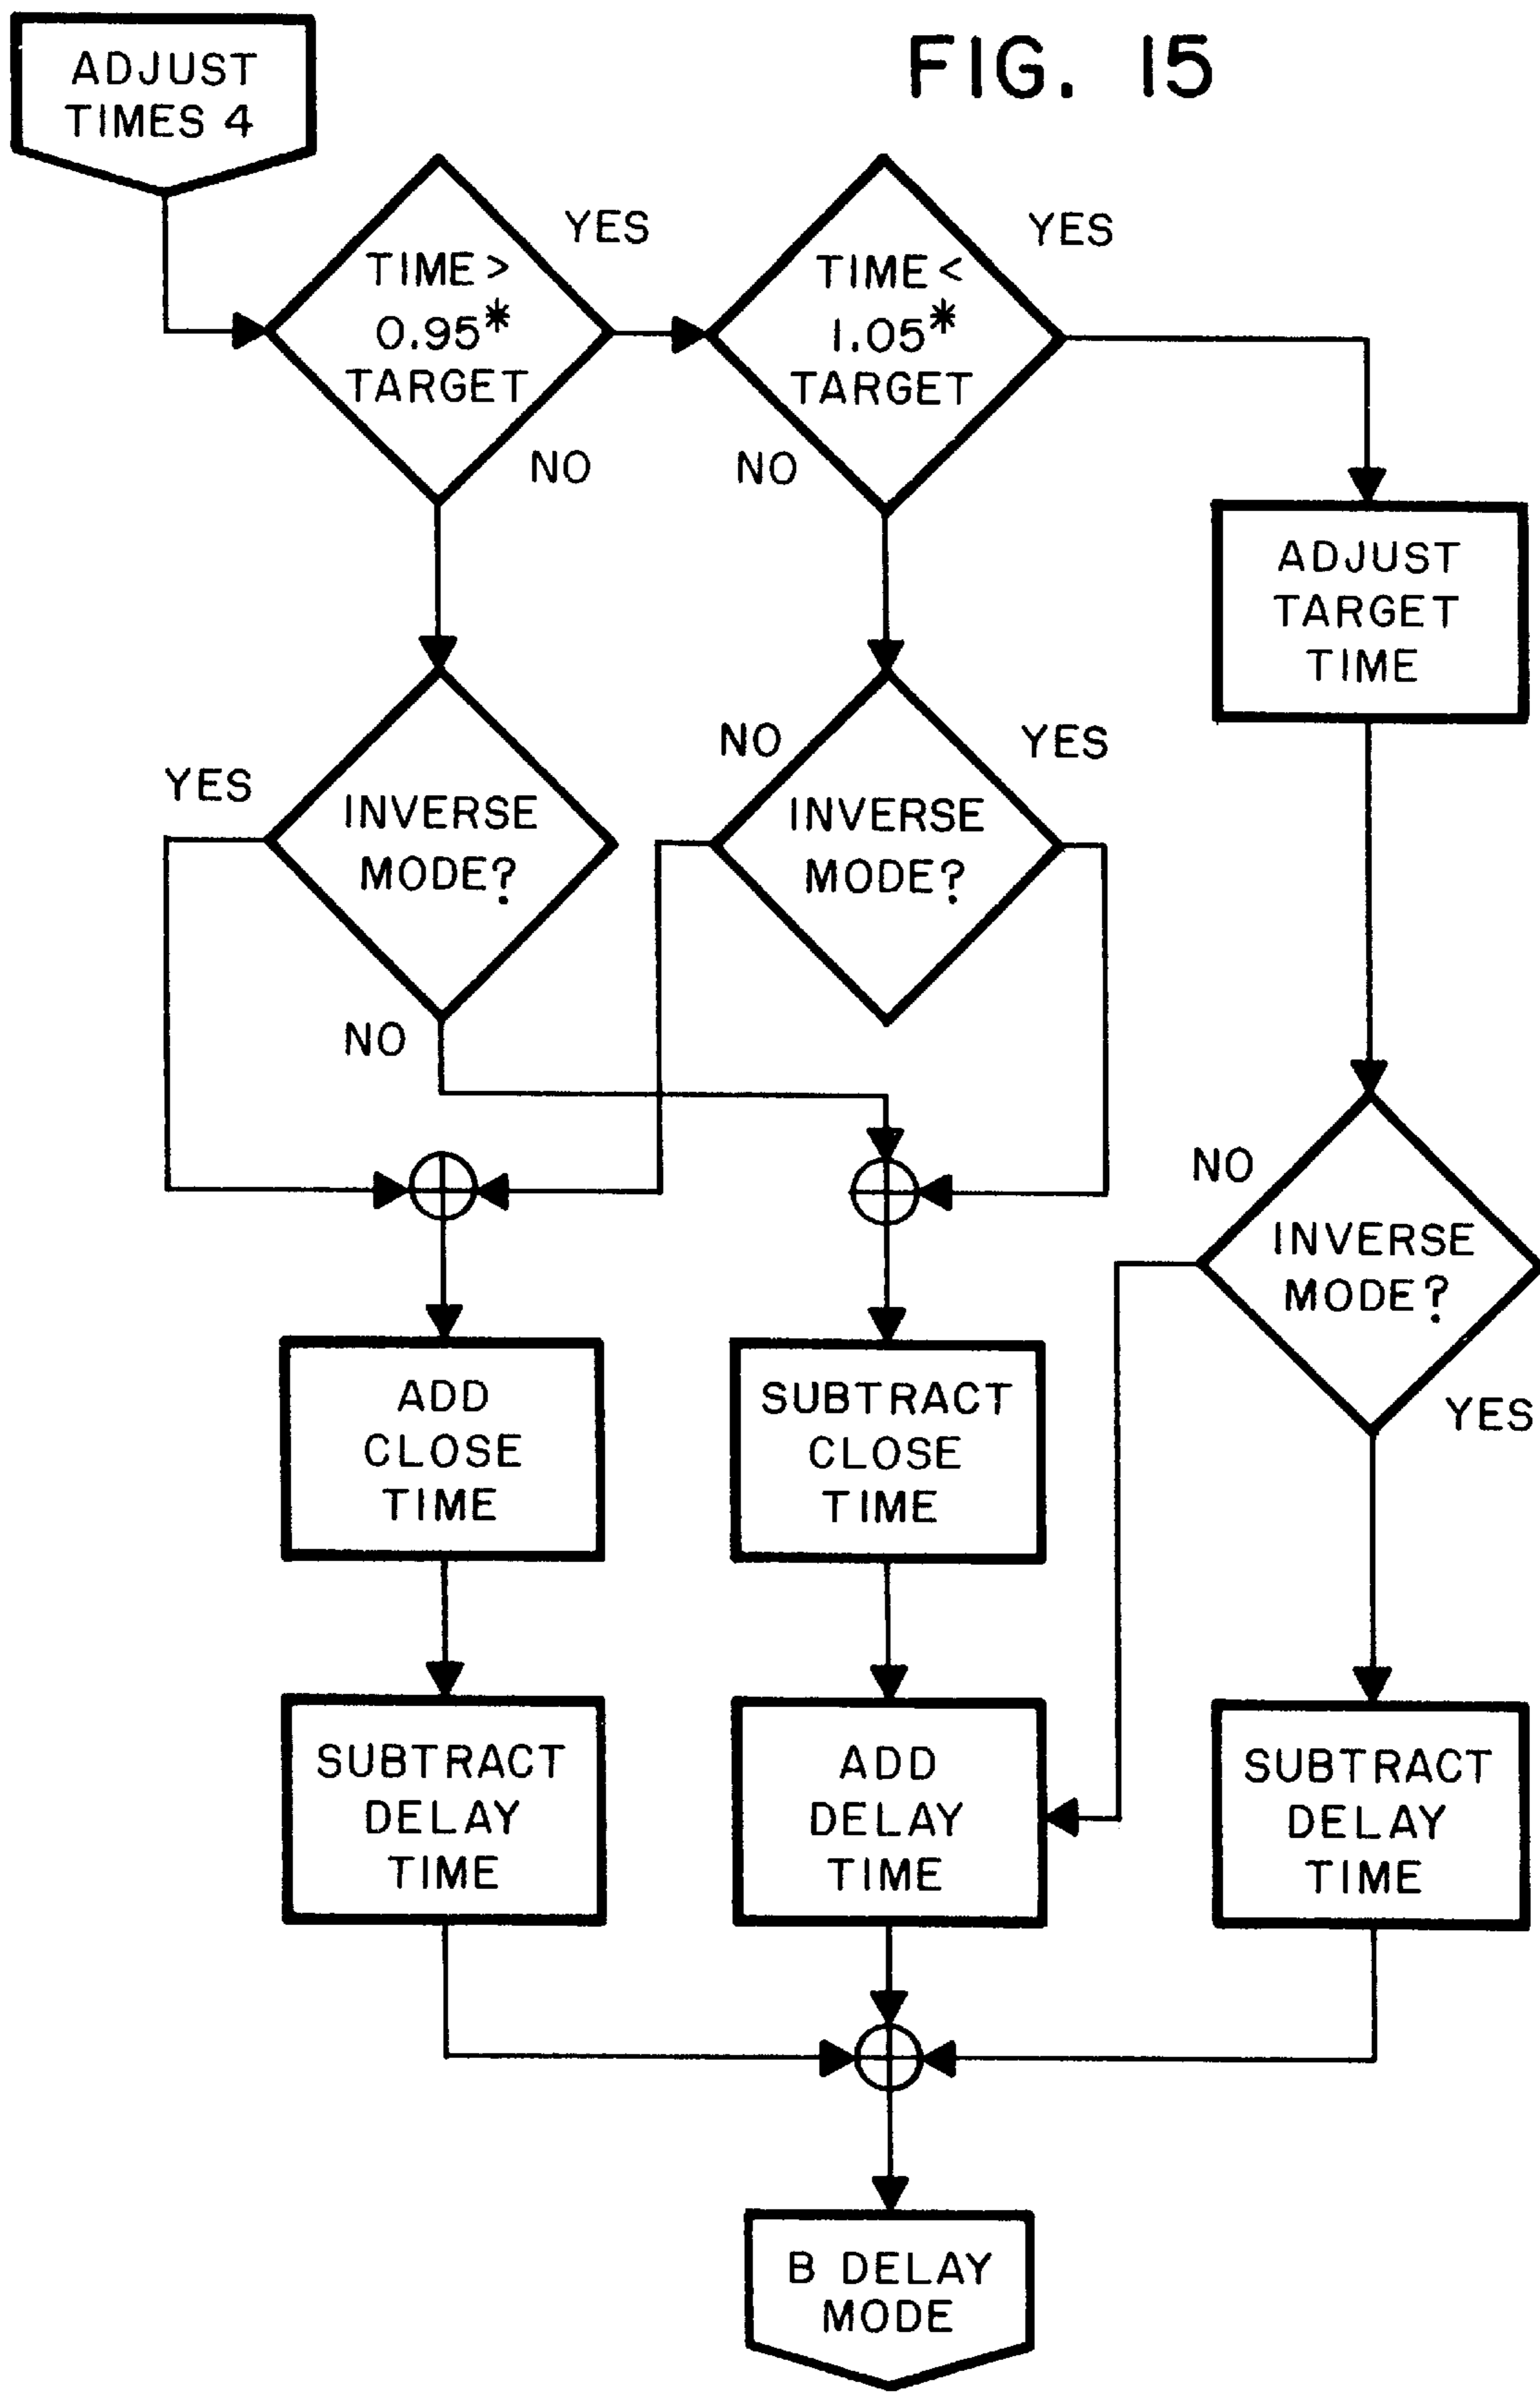 FIG. 15
ADJUST
TIMES 4
TIME >
0.95*
TARGET
YES
NO
TIME <
1.05*
TARGET
YES
NO
ADJUST
TARGET
TIME
YES
INVERSE
MODE?
NO
NO
INVERSE
MODE?
YES
NO
INVERSE
MODE?
YES
ADD
CLOSE
TIME
SUBTRACT
CLOSE
TIME
SUBTRACT
DELAY
TIME
ADD
DELAY
TIME
SUBTRACT
DELAY
TIME
B DELAY
MODE